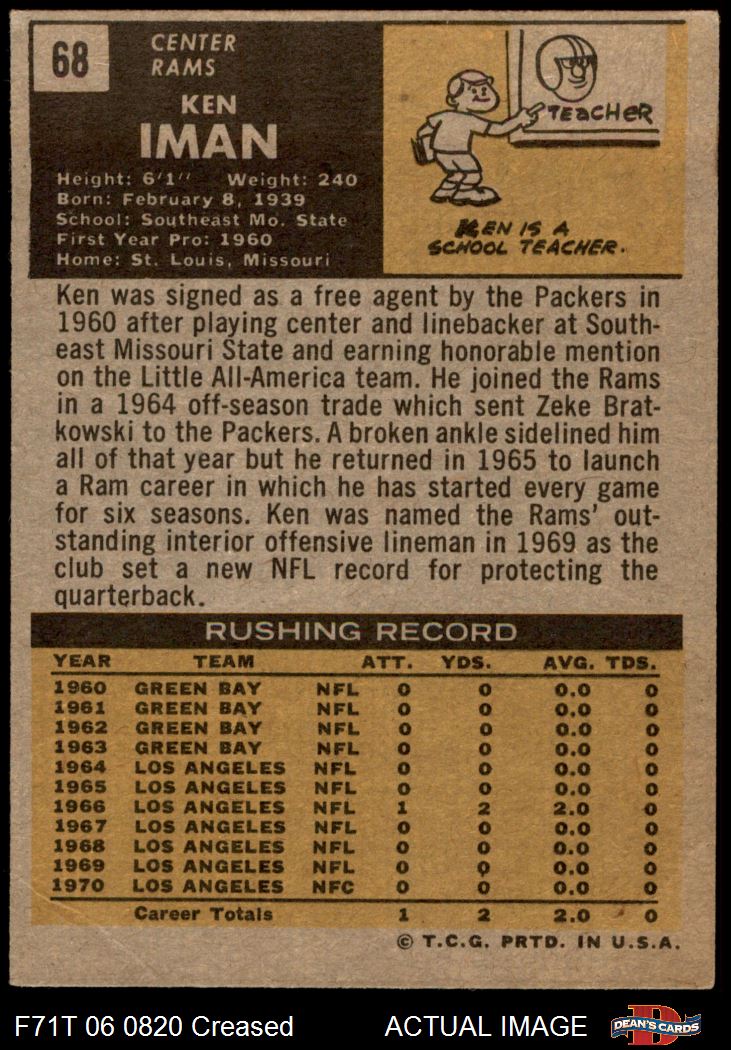 68
CENTER
RAMS
KEN
IMAN
Height: 6'1" Weight: 240
Born: February 8, 1939
School: Southeast Mo. State
First Year Pro: 1960
Home: St. Louis, Missouri
TEACHER
KEN IS A
SCHOOL TEACHER.
Ken was signed as a free agent by the Packers in
1960 after playing center and linebacker at South-
east Missouri State and earning honorable mention
on the Little All-America team. He joined the Rams
in a 1964 off-season trade which sent Zeke Brat-
kowski to the Packers. A broken ankle sidelined him
all of that year but he returned in 1965 to launch
a Ram career in which he has started every game
for six seasons. Ken was named the Rams' out-
standing interior offensive lineman in 1969 as the
club set a new NFL record for protecting the
quarterback.
RUSHING RECORD
YEAR TEAM ATT. YDS. AVG. TDS.
1960 GREEN BAY NFL 0 0 0.0 0
1961 GREEN BAY NFL 0 0 0.0 0
1962 GREEN BAY NFL 0 0 0.0 0
1963 GREEN BAY NFL 0 0 0.0 0
1964 LOS ANGELES NFL 0 0 0.0 0
1965 LOS ANGELES NFL 0 0 0.0 0
1966 LOS ANGELES NFL 1 2 2.0 0
1967 LOS ANGELES NFL 0 0 0.0 0
1968 LOS ANGELES NFL 0 0 0.0 0
1969 LOS ANGELES NFL 0 0 0.0 0
1970 LOS ANGELES NFC 0 0 0.0 0
Career Totals 1 2 2.0 0
© T.C.G. PRTD. IN U.S.A.
F71T 06 0820 Creased ACTUAL IMAGE
D
DEAN'S CARDS